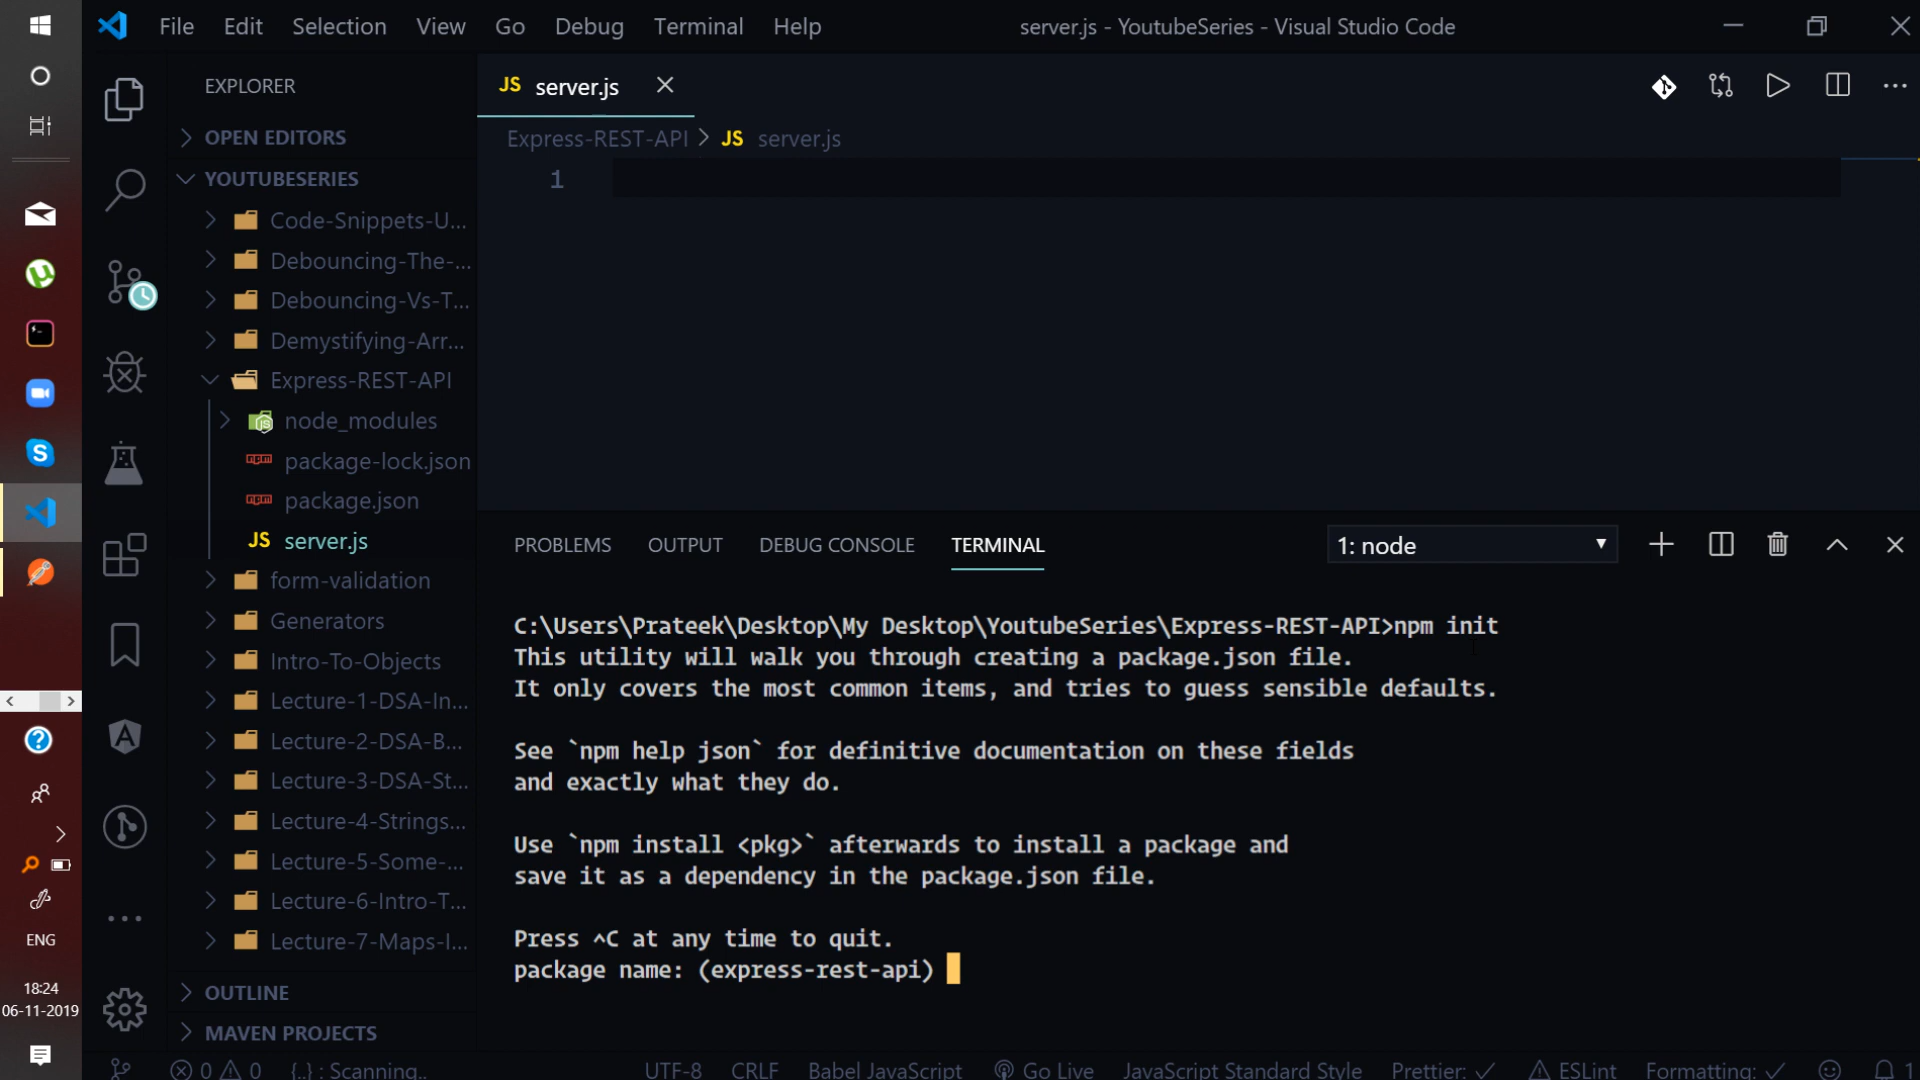 File Edit Selection View Go Debug Terminal Help
server.js - YoutubeSeries - Visual Studio Code
EXPLORER
OPEN EDITORS
YOUTUBESERIES
Code-Snippets-U...
Debouncing-The-...
Debouncing-Vs-T...
Demystifying-Arr...
Express-REST-API
node_modules
package-lock.json
package.json
JS server.js
form-validation
Generators
Intro-To-Objects
Lecture-1-DSA-In...
Lecture-2-DSA-B...
Lecture-3-DSA-St...
Lecture-4-Strings...
Lecture-5-Some-...
Lecture-6-Intro-T...
Lecture-7-Maps-I...
OUTLINE
MAVEN PROJECTS
JS server.js
Express-REST-API > JS server.js
1
PROBLEMS OUTPUT DEBUG CONSOLE TERMINAL
1: node
C:\Users\Prateek\Desktop\My Desktop\YoutubeSeries\Express-REST-API>npm init
This utility will walk you through creating a package.json file.
It only covers the most common items, and tries to guess sensible defaults.
See `npm help json` for definitive documentation on these fields
and exactly what they do.
Use `npm install <pkg>` afterwards to install a package and
save it as a dependency in the package.json file.
Press ^C at any time to quit.
package name: (express-rest-api)
ENG
18:24
06-11-2019
0 0 {..} : Scanning.. UTF-8 CRLF Babel JavaScript Go Live JavaScript Standard Style Prettier: ✓ ESLint Formatting: ✓ 1